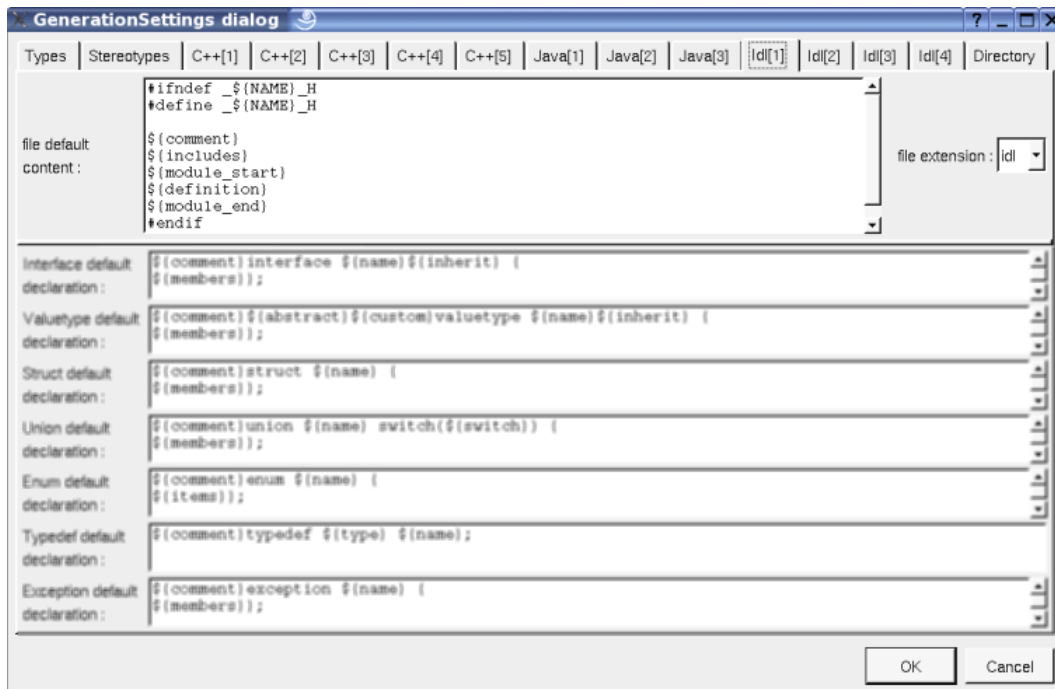 GenerationSettings dialog
Types Stereotypes C++[1] C++[2] C++[3] C++[4] C++[5] Java[1] Java[2] Java[3] Idl[1] Idl[2] Idl[3] Idl[4] Directory
file default
content :
#ifndef _${NAME}_H
#define _${NAME}_H
${comment}
${includes}
${module_start}
${definition}
${module_end}
#endif
file extension : idl
Interface default
declaration :
${comment}interface ${name}${inherit} {
${members}};
Valuetype default
declaration :
${comment}${abstract}${custom}valuetype ${name}${inherit} {
${members}};
Struct default
declaration :
${comment}struct ${name} {
${members}};
Union default
declaration :
${comment}union ${name} switch(${switch}) {
${members}};
Enum default
declaration :
${comment}enum ${name} {
${items}};
Typedef default
declaration :
${comment}typedef ${type} ${name};
Exception default
declaration :
${comment}exception ${name} {
${members}};
OK Cancel